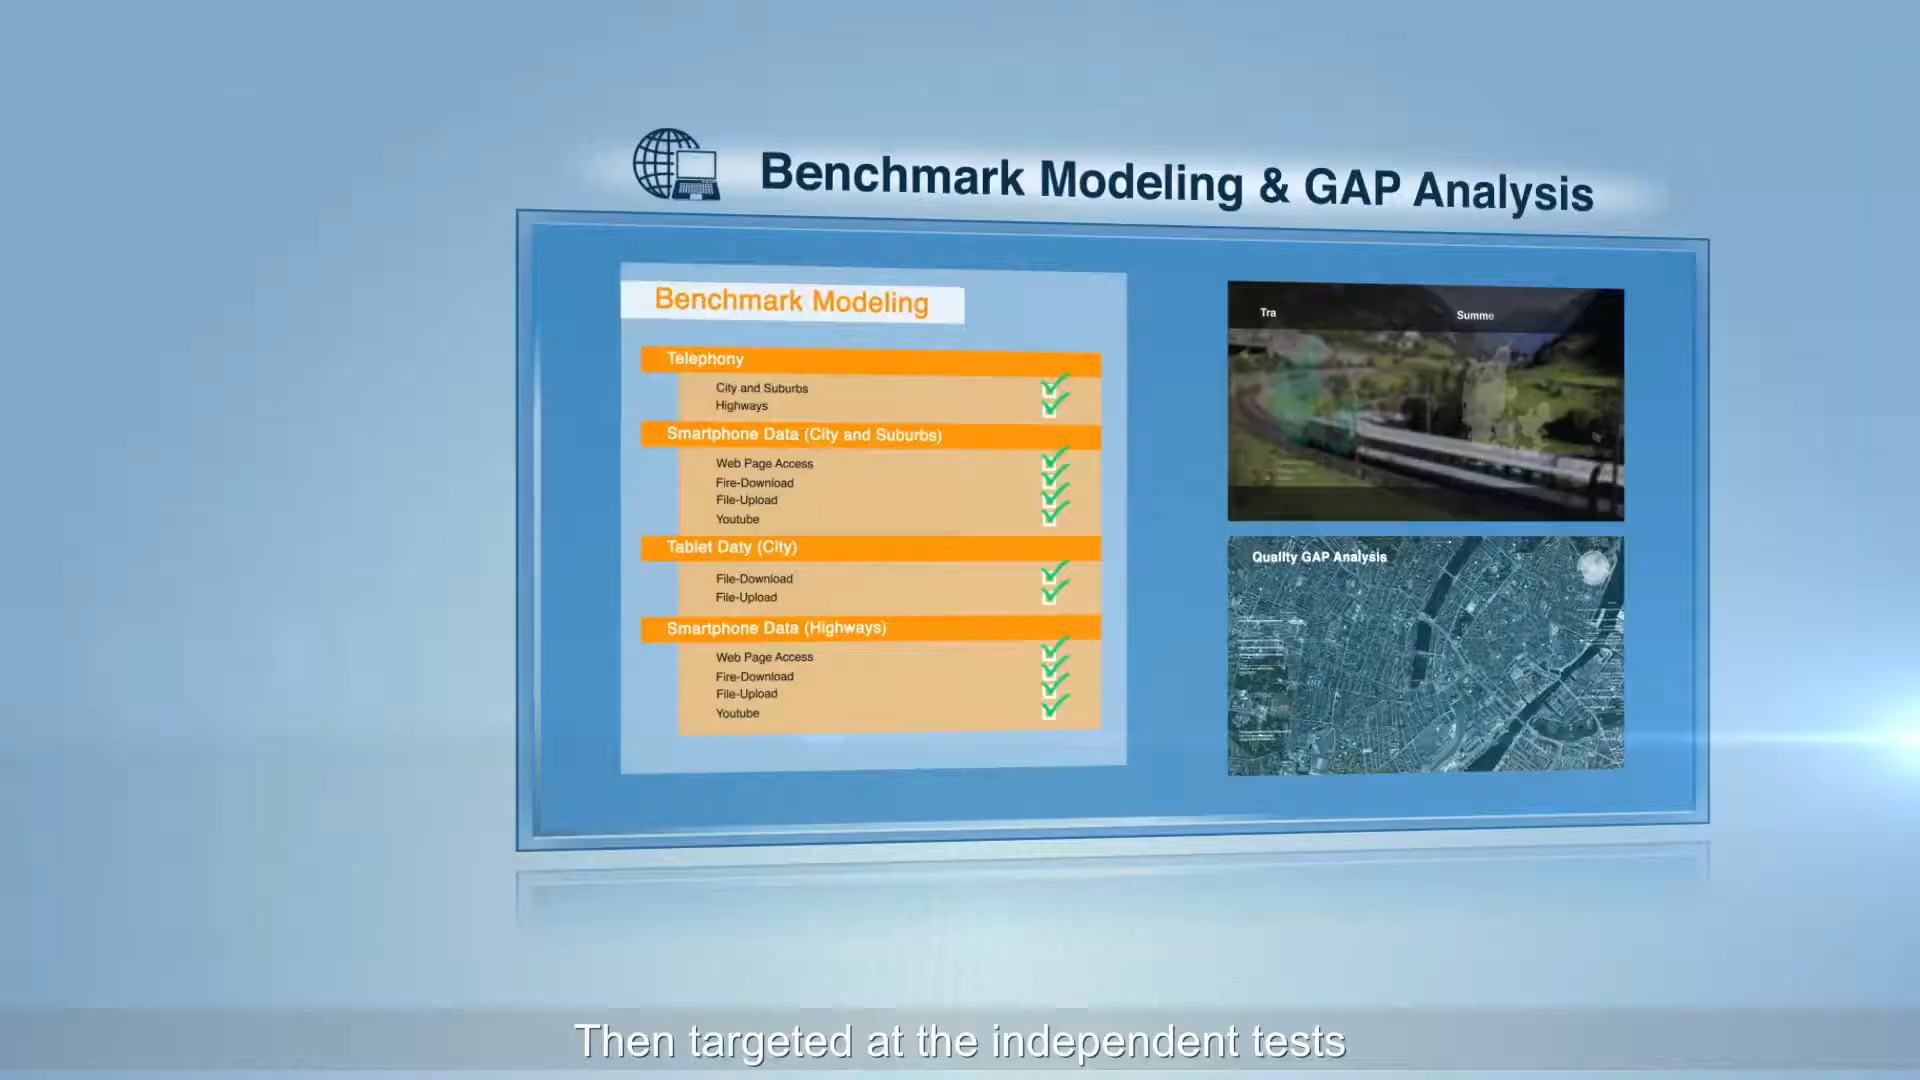 Benchmark Modeling & GAP Analysis
Benchmark Modeling
Telephony
City and Suburbs
Highways
Smartphone Data (City and Suburbs)
Web Page Access
Fire-Download
File-Upload
Youtube
Tablet Daty (City)
File-Download
File-Upload
Smartphone Data (Highways)
Web Page Access
Fire-Download
File-Upload
Youtube
Tra Summe
Quality GAP Analysis
Then targeted at the independent tests